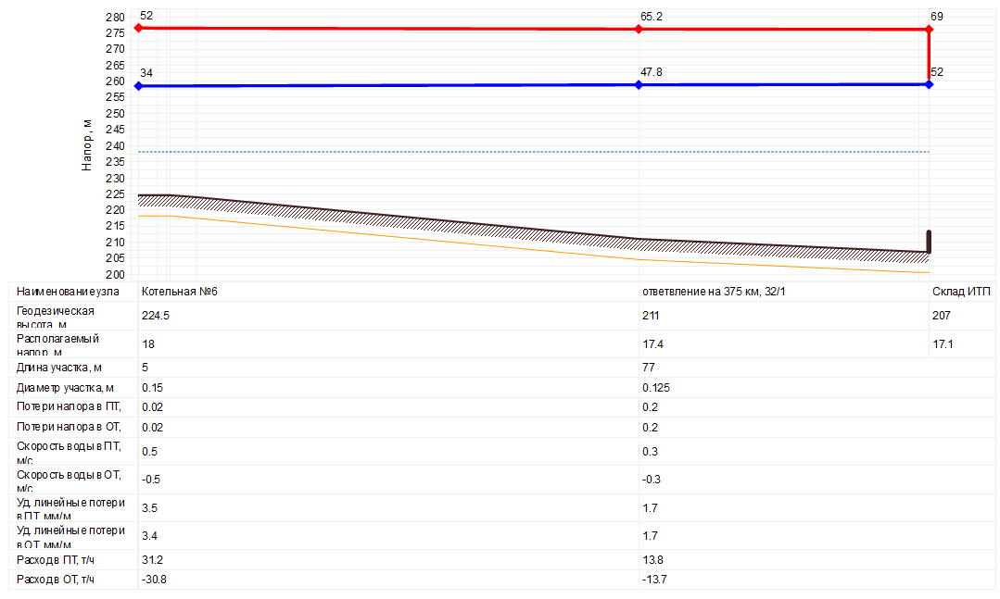 280
275
270
265
260
255
250
245
240
235
230
225
220
215
210
205
200
Напор, м
52
65.2
69
34
47.8
52
Наименование узла Котельная №6 ответвление на 375 км, 32/1 Склад ИТП
Геодезическая
высота, м
224.5 211 207
Располагаемый
напор, м
18 17.4 17.1
Длина участка, м 5 77
Диаметр участка, м 0.15 0.125
Потери напора в ПТ, 0.02 0.2
Потери напора в ОТ, 0.02 0.2
Скорость воды в ПТ,
м/с
0.5 0.3
Скорость воды в ОТ,
м/с
-0.5 -0.3
Уд. линейные потери
в ПТ, мм/м
3.5 1.7
Уд. линейные потери
в ОТ, мм/м
3.4 1.7
Расход в ПТ, т/ч 31.2 13.8
Расход в ОТ, т/ч -30.8 -13.7